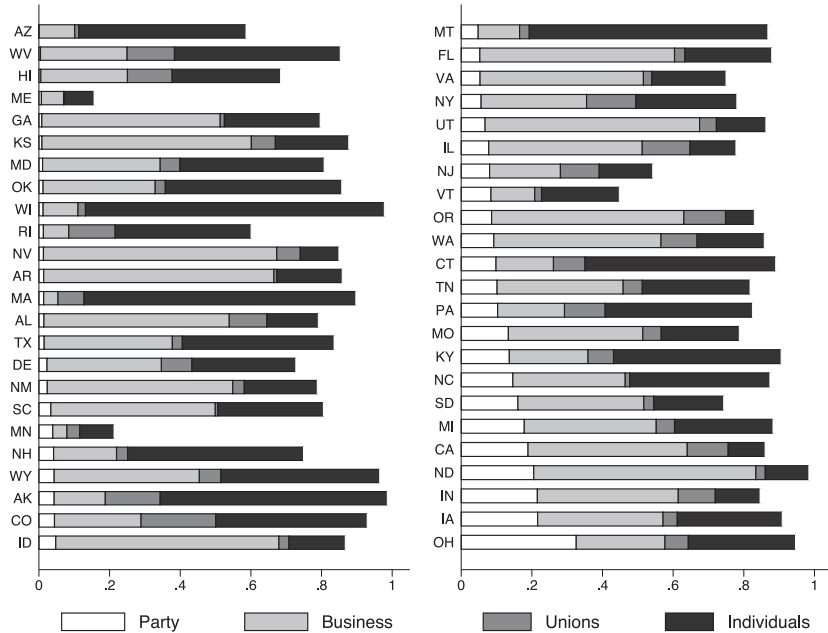 AZ
WV
HI
ME
GA
KS
MD
OK
WI
RI
NV
AR
MA
AL
TX
DE
NM
SC
MN
NH
WY
AK
CO
ID
0 .2 .4 .6 .8 1
MT
FL
VA
NY
UT
IL
NJ
VT
OR
WA
CT
TN
PA
MO
KY
NC
SD
MI
CA
ND
IN
IA
OH
0 .2 .4 .6 .8 1
Party Business Unions Individuals